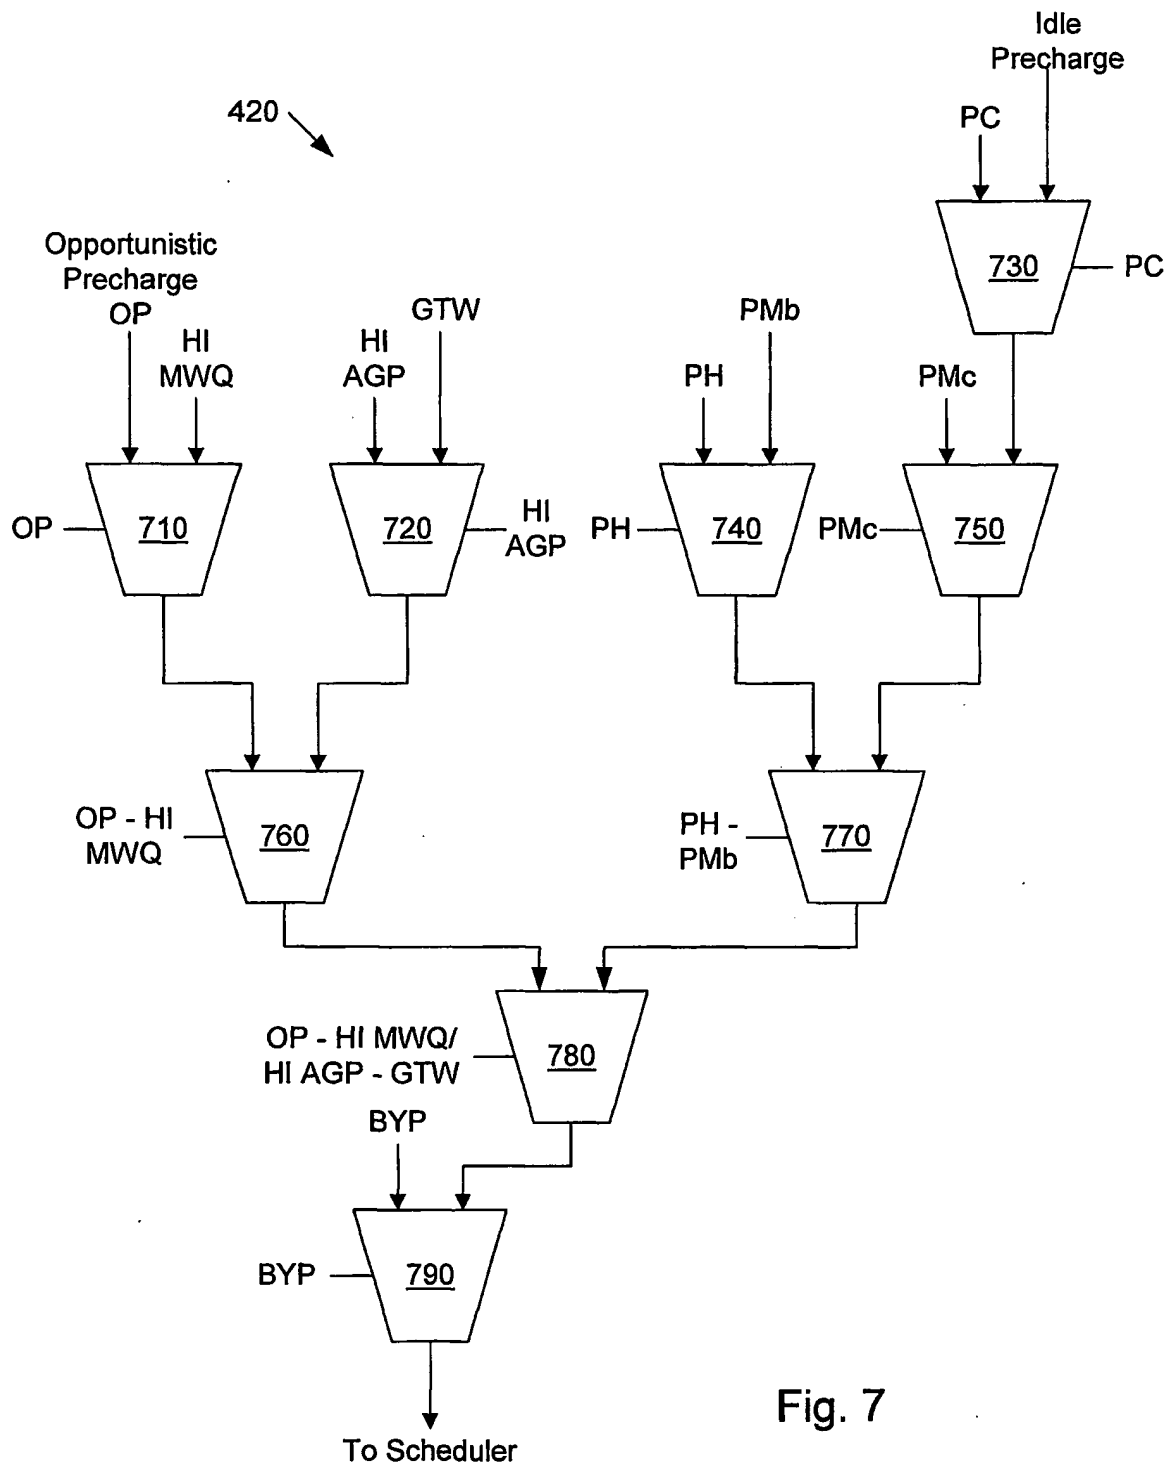 Idle
Precharge
420
PC
730
PC
Opportunistic
Precharge
OP
HI
MWQ
HI
AGP
GTW
PH
PMb
PMc
OP
710
720
HI
AGP
PH
740
PMc
750
OP - HI
MWQ
760
PH -
PMb
770
OP - HI MWQ/
HI AGP - GTW
780
BYP
BYP
790
To Scheduler
Fig. 7